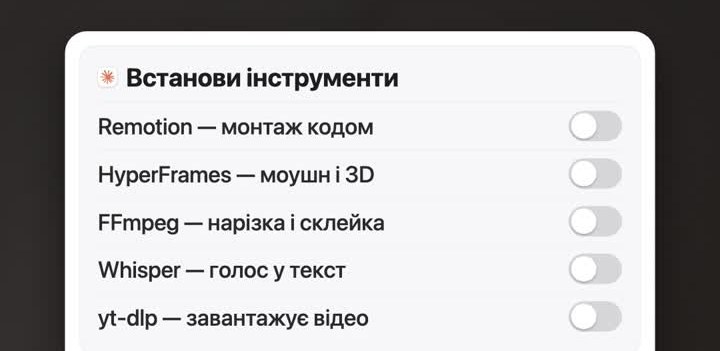 Встанови інструменти
Remotion — монтаж кодом
HyperFrames — моушн і 3D
FFmpeg — нарізка і склейка
Whisper — голос у текст
yt-dlp — завантажує відео